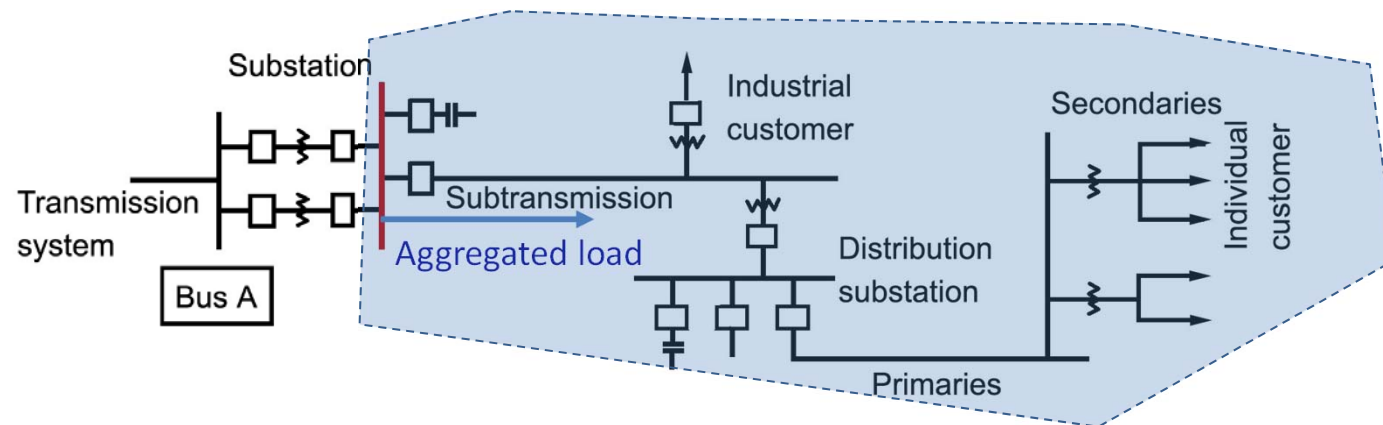 Substation
Industrial
customer
Secondaries
Individual
customer
Transmission
system
Subtransmission
Aggregated load
Bus A
Distribution
substation
Primaries